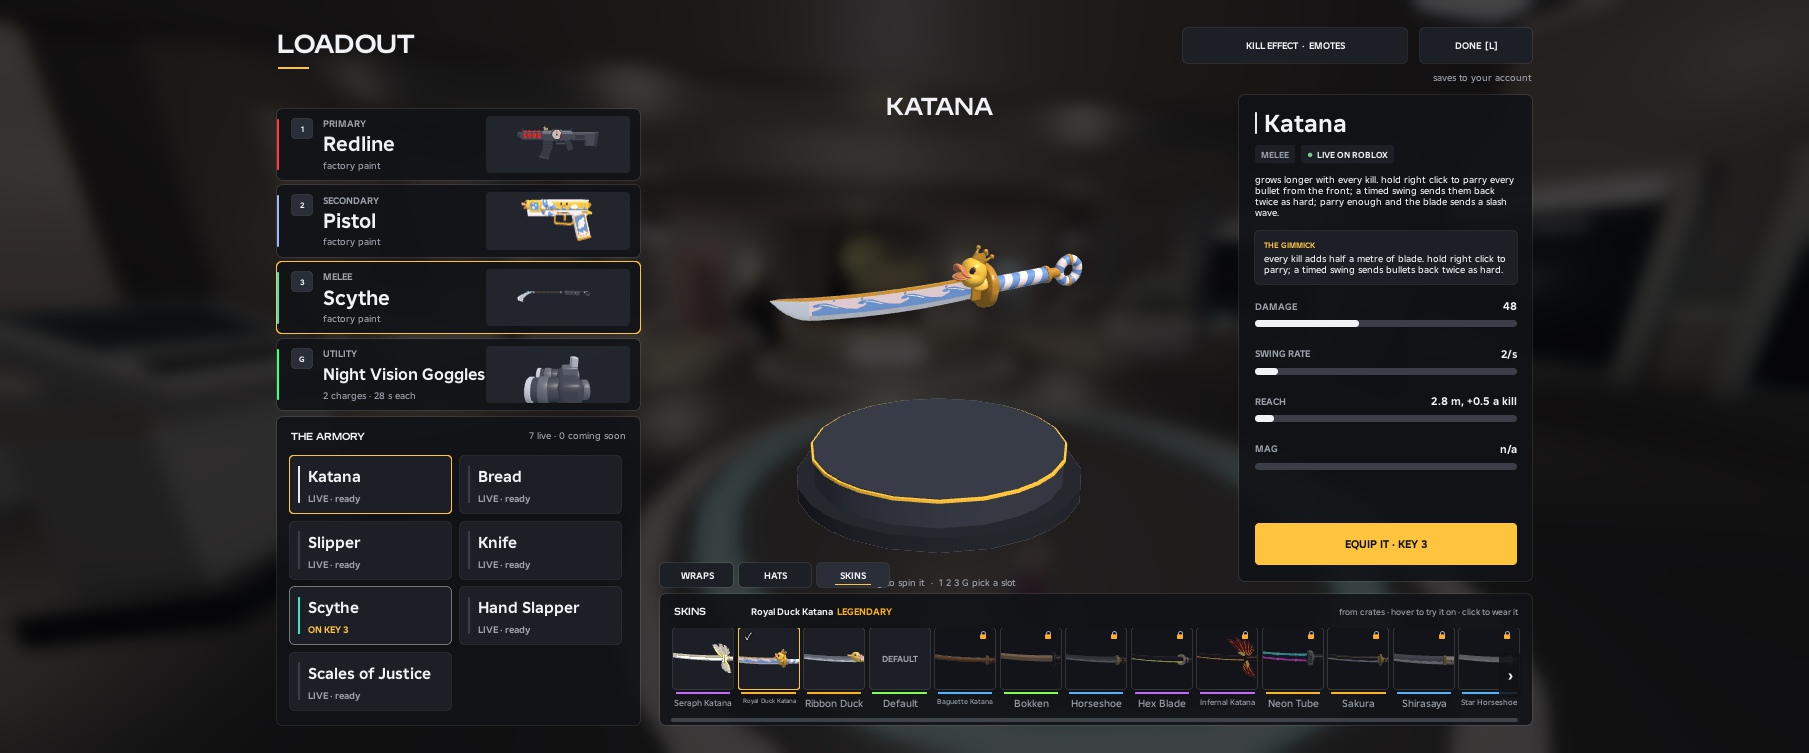 LOADOUT
KILL EFFECT · EMOTES
DONE [L]
saves to your account
1
PRIMARY
Redline
factory paint
2
SECONDARY
Pistol
factory paint
3
MELEE
Scythe
factory paint
G
UTILITY
Night Vision Goggles
2 charges · 28 s each
THE ARMORY
7 live · 0 coming soon
Katana
LIVE · ready
Bread
LIVE · ready
Slipper
LIVE · ready
Knife
LIVE · ready
Scythe
ON KEY 3
Hand Slapper
LIVE · ready
Scales of Justice
LIVE · ready
KATANA
WRAPS
HATS
SKINS
to spin it · 1 2 3 G pick a slot
SKINS
Royal Duck Katana LEGENDARY
from crates · hover to try it on · click to wear it
DEFAULT
Seraph Katana
Royal Duck Katana
Ribbon Duck
Default
Baguette Katana
Bokken
Horseshoe
Hex Blade
Infernal Katana
Neon Tube
Sakura
Shirasaya
Star Horseshoe
Katana
MELEE
LIVE ON ROBLOX
grows longer with every kill. hold right click to parry every
bullet from the front; a timed swing sends them back
twice as hard; parry enough and the blade sends a slash
wave.
THE GIMMICK
every kill adds half a metre of blade. hold right click to
parry; a timed swing sends bullets back twice as hard.
DAMAGE
48
SWING RATE
2/s
REACH
2.8 m, +0.5 a kill
MAG
n/a
EQUIP IT · KEY 3